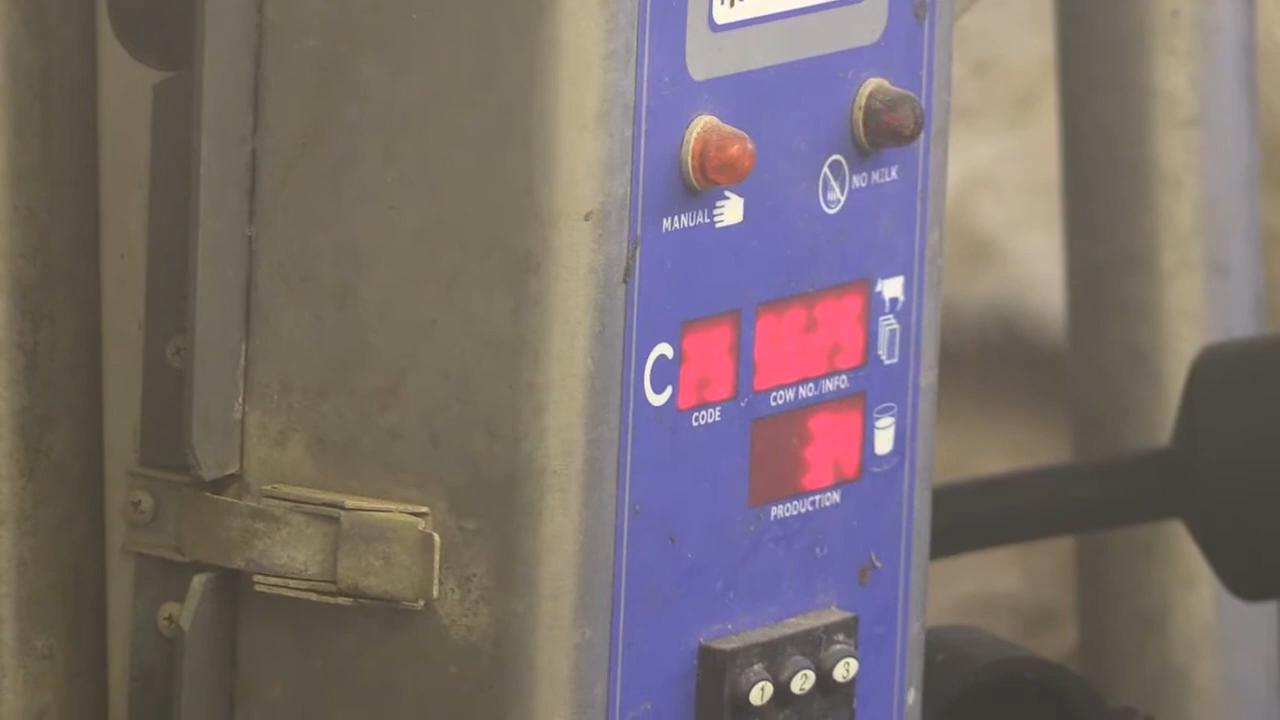 MANUAL
NO MILK
C
CODE
COW NO./INFO.
PRODUCTION
1 2 3